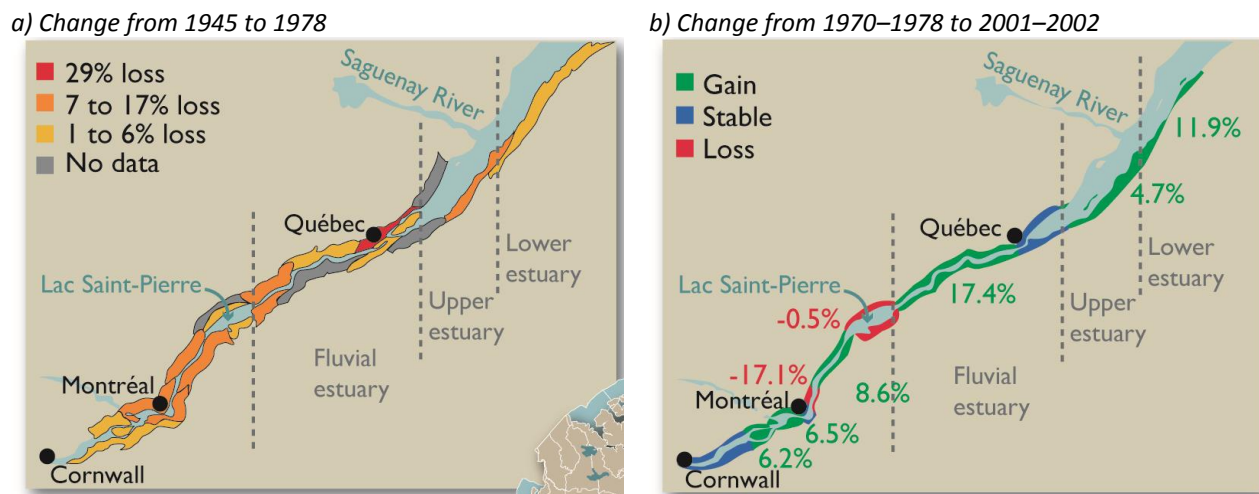 a) Change from 1945 to 1978
29% loss
7 to 17% loss
1 to 6% loss
No data
Saguenay River
Québec
Lac Saint-Pierre
Lower
estuary
Upper
estuary
Fluvial
estuary
Montréal
Cornwall
b) Change from 1970–1978 to 2001–2002
Gain
Stable
Loss
Saguenay River
11.9%
4.7%
Québec
Lower
estuary
Lac Saint-Pierre
17.4%
Upper
estuary
-0.5%
Fluvial
estuary
-17.1%
8.6%
Montréal
6.5%
6.2%
Cornwall